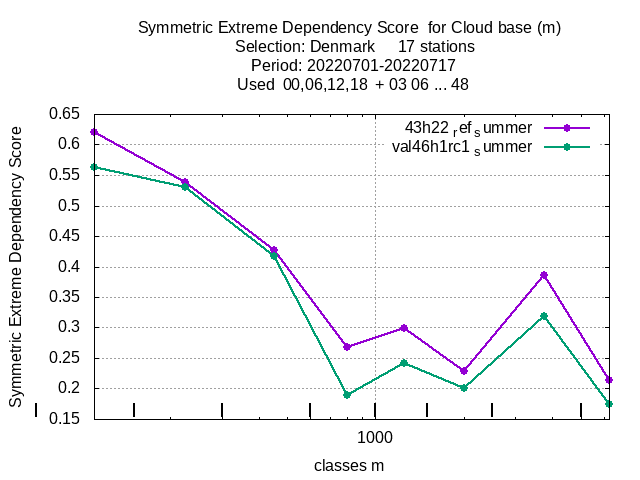 Symmetric Extreme Dependency Score  for Cloud base (m)
Selection: Denmark     17 stations
Period: 20220701-20220717
Used  00,06,12,18  + 03 06 ... 48
43h22 refsummer
val46h1rc1 summer
Symmetric Extreme Dependency Score
0.65
0.6
0.55
0.5
0.45
0.4
0.35
0.3
0.25
0.2
0.15
1000
classes m